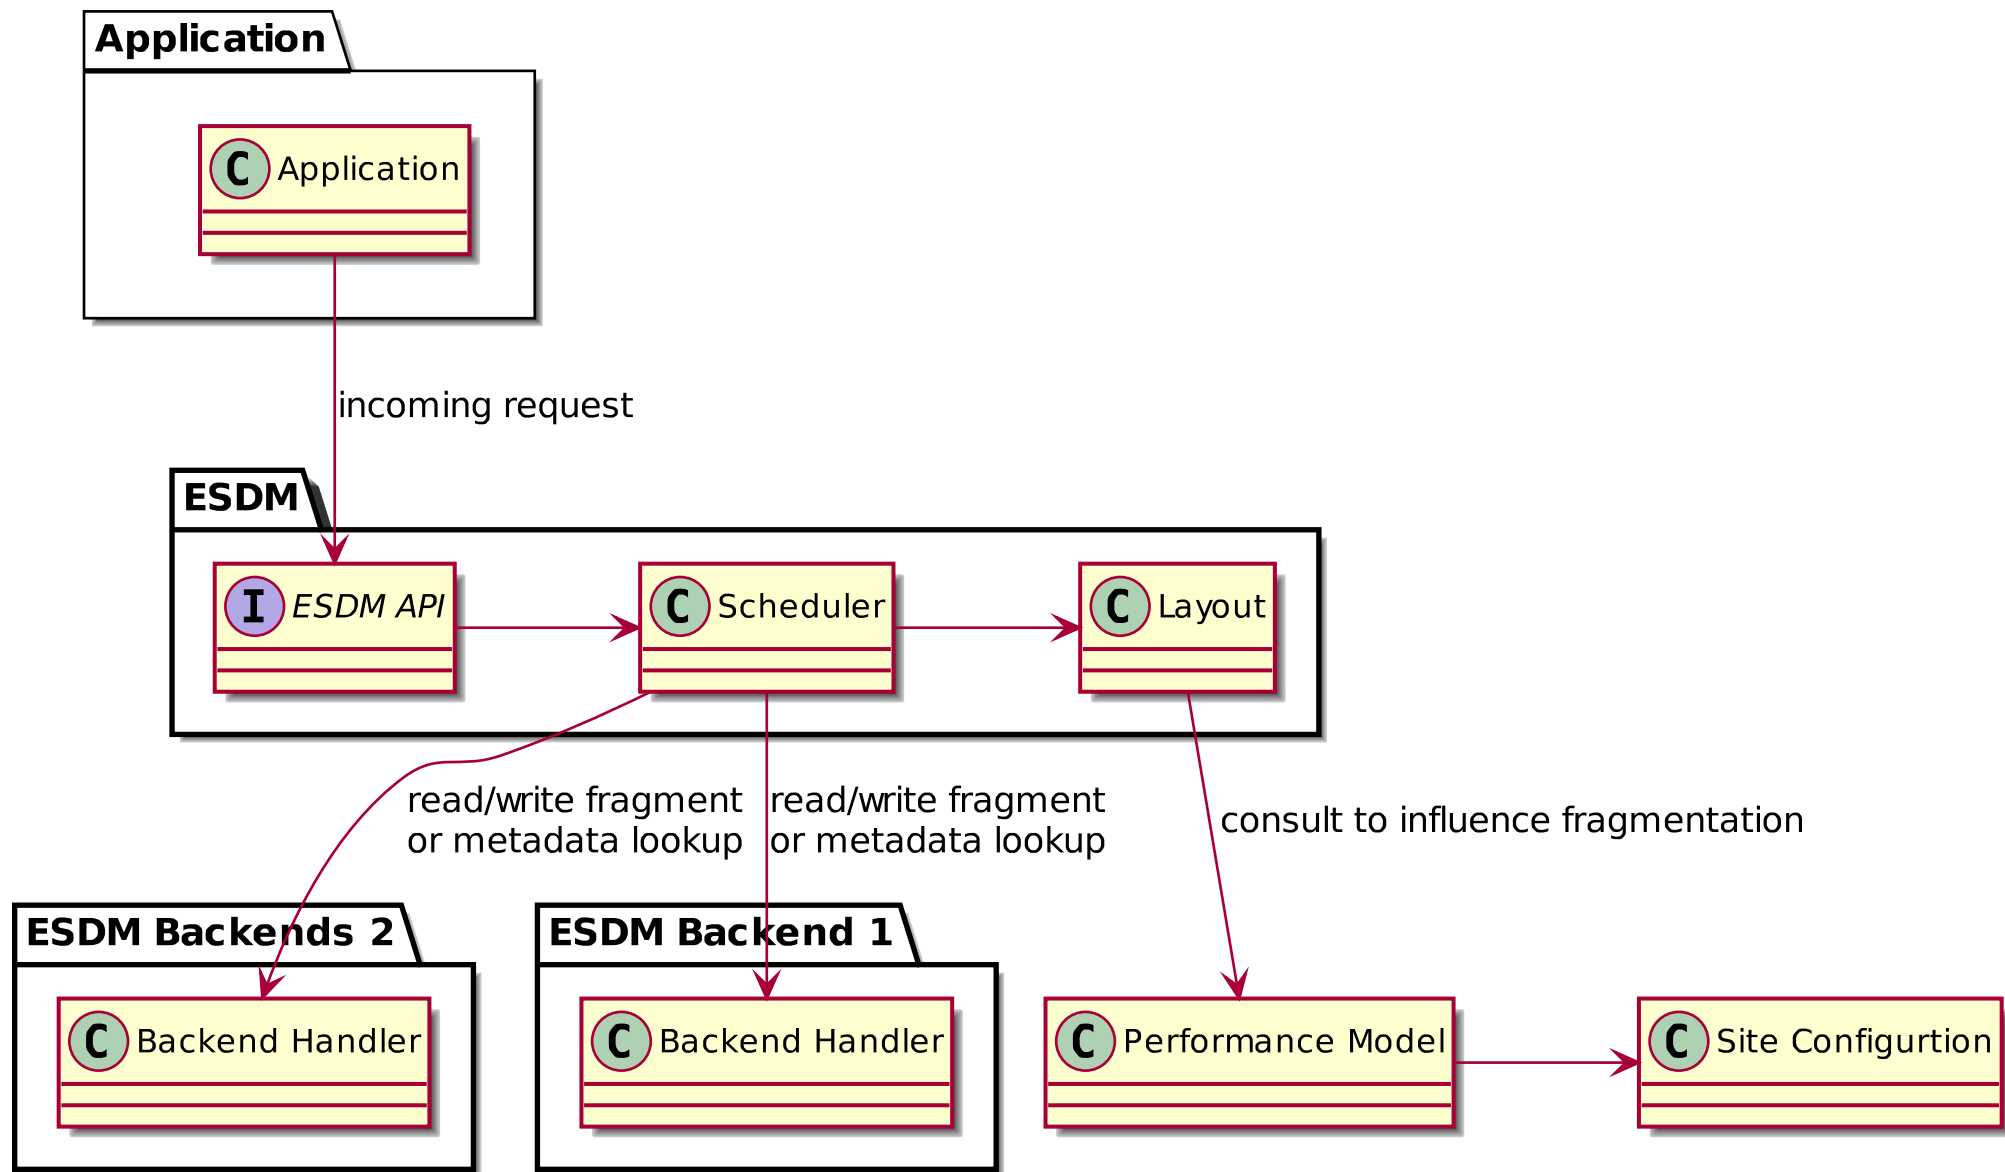 Application
C Application
incoming request
ESDM
I ESDM API
C Scheduler
C Layout
read/write fragment
or metadata lookup
read/write fragment
or metadata lookup
consult to influence fragmentation
ESDM Backends 2
ESDM Backend 1
C Backend Handler
C Backend Handler
C Performance Model
C Site Configurtion